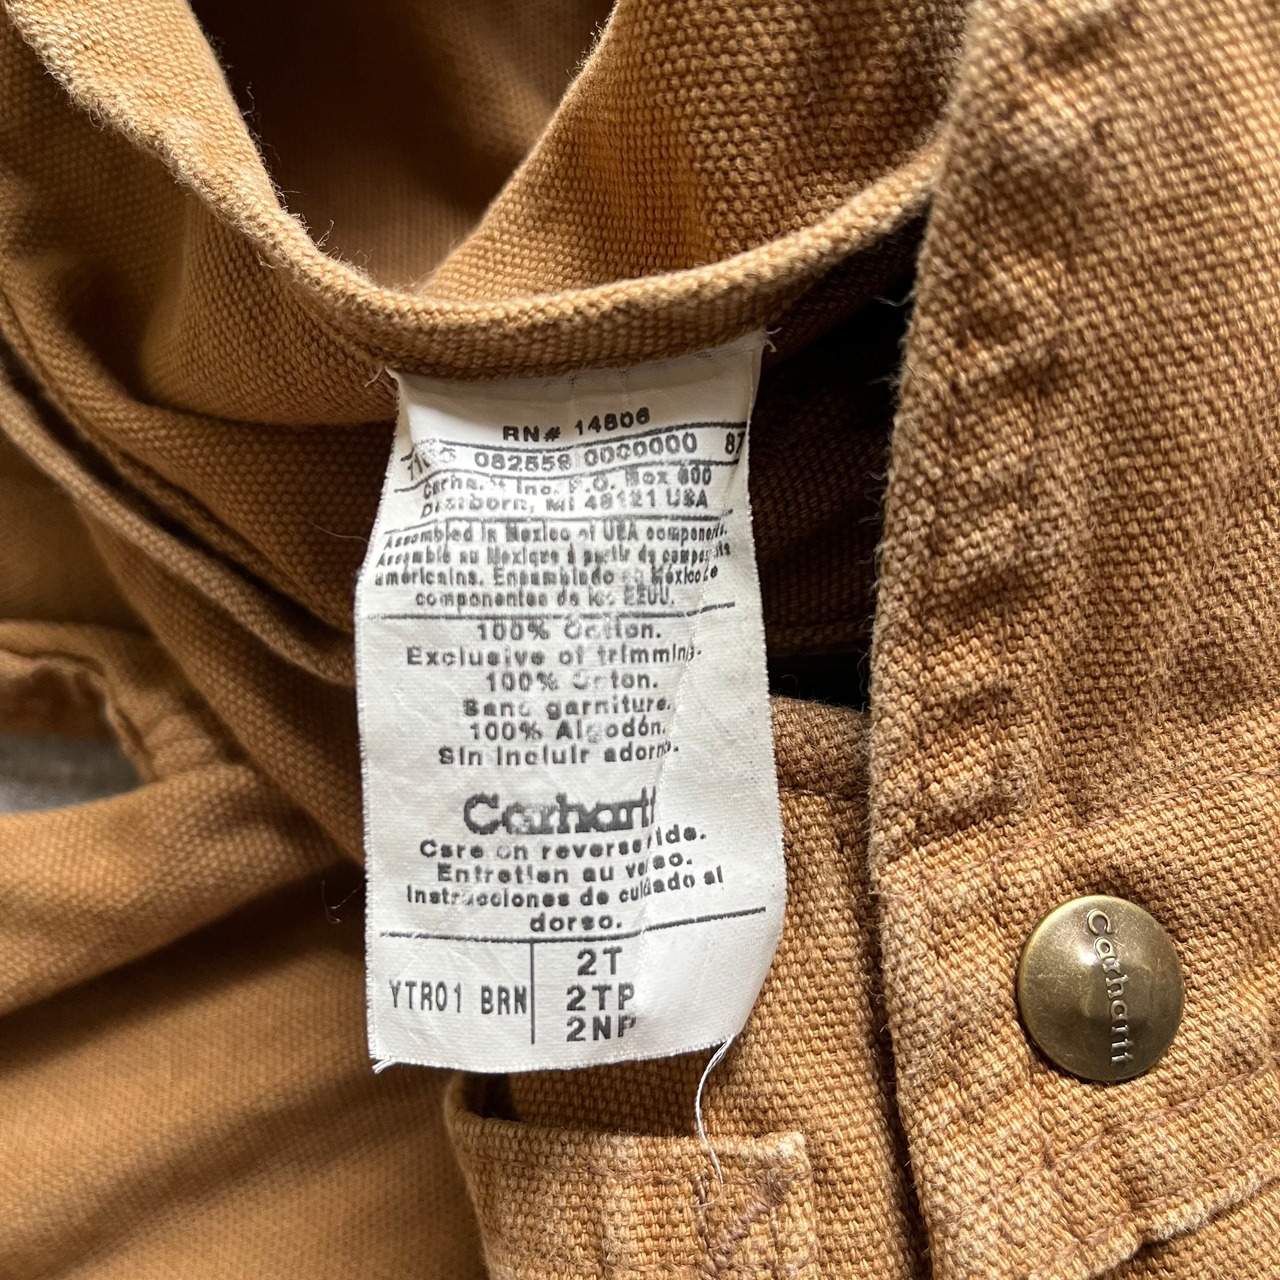 RN# 14806
082558 0000000 87
Carhartt Inc. P.O. Box 600
Dearborn, MI 48121 USA
Assembled in Mexico of USA components.
Assemblé au Mexique à partir de composants
américains. Ensamblado en México de
componentes de los EEUU.
100% Cotton.
Exclusive of trimming.
100% Coton.
Sans garniture.
100% Algodón.
Sin incluir adorno.
Carhartt
Care on reverse side.
Entretien au verso.
Instrucciones de cuidado al
dorso.
YTR01 BRN
2T
2TP
2NP
Carhartt